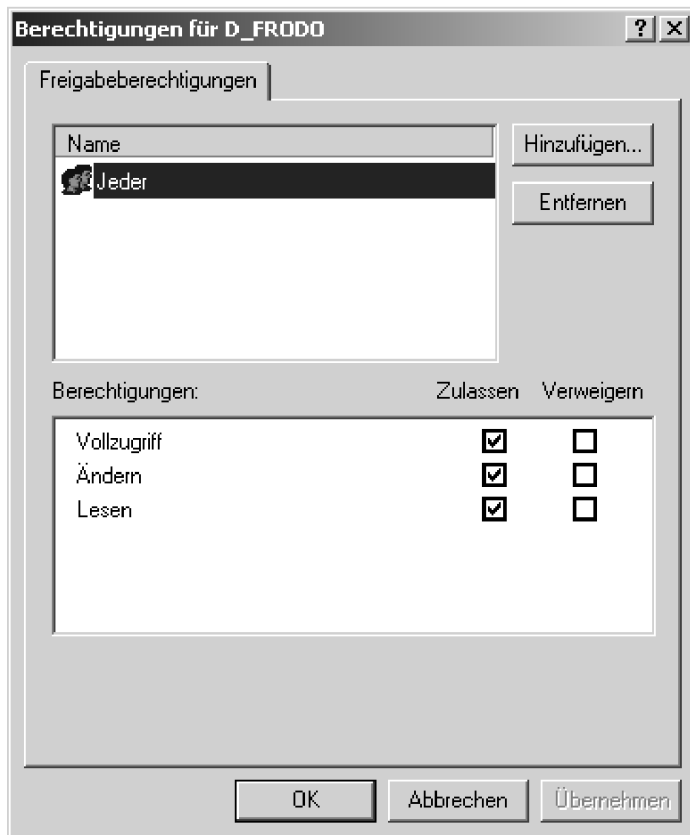 Berechtigungen für D_FRODO
Freigabeberechtigungen
Name
Jeder
Hinzufügen...
Entfernen
Berechtigungen: Zulassen Verweigern
Vollzugriff
Ändern
Lesen
OK Abbrechen Übernehmen